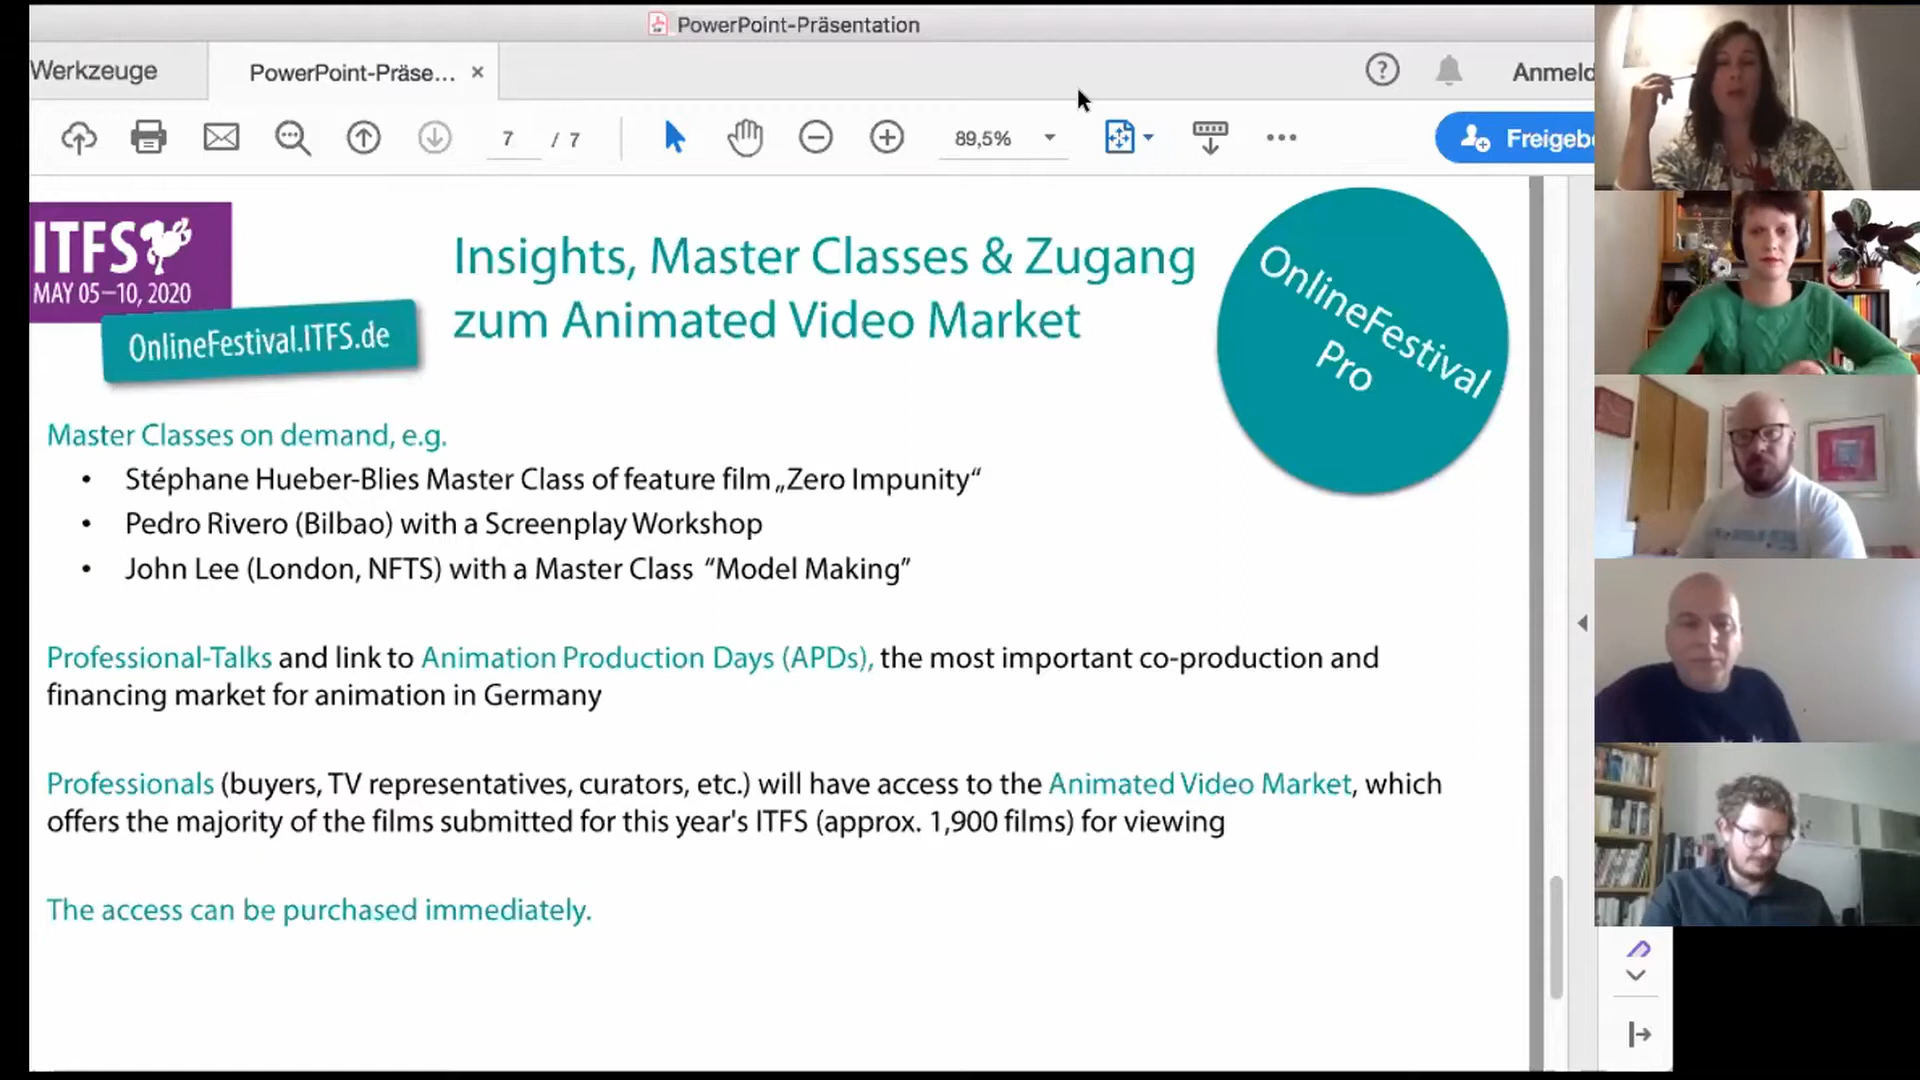 PowerPoint-Präsentation
Werkzeuge
PowerPoint-Präse...
Anmeld
7 / 7
89,5%
Freigebe
ITFS
MAY 05–10, 2020
OnlineFestival.ITFS.de
Insights, Master Classes & Zugang
zum Animated Video Market
OnlineFestival
Pro
Master Classes on demand, e.g.
• Stéphane Hueber-Blies Master Class of feature film „Zero Impunity“
• Pedro Rivero (Bilbao) with a Screenplay Workshop
• John Lee (London, NFTS) with a Master Class “Model Making”
Professional-Talks and link to Animation Production Days (APDs), the most important co-production and
financing market for animation in Germany
Professionals (buyers, TV representatives, curators, etc.) will have access to the Animated Video Market, which
offers the majority of the films submitted for this year's ITFS (approx. 1,900 films) for viewing
The access can be purchased immediately.